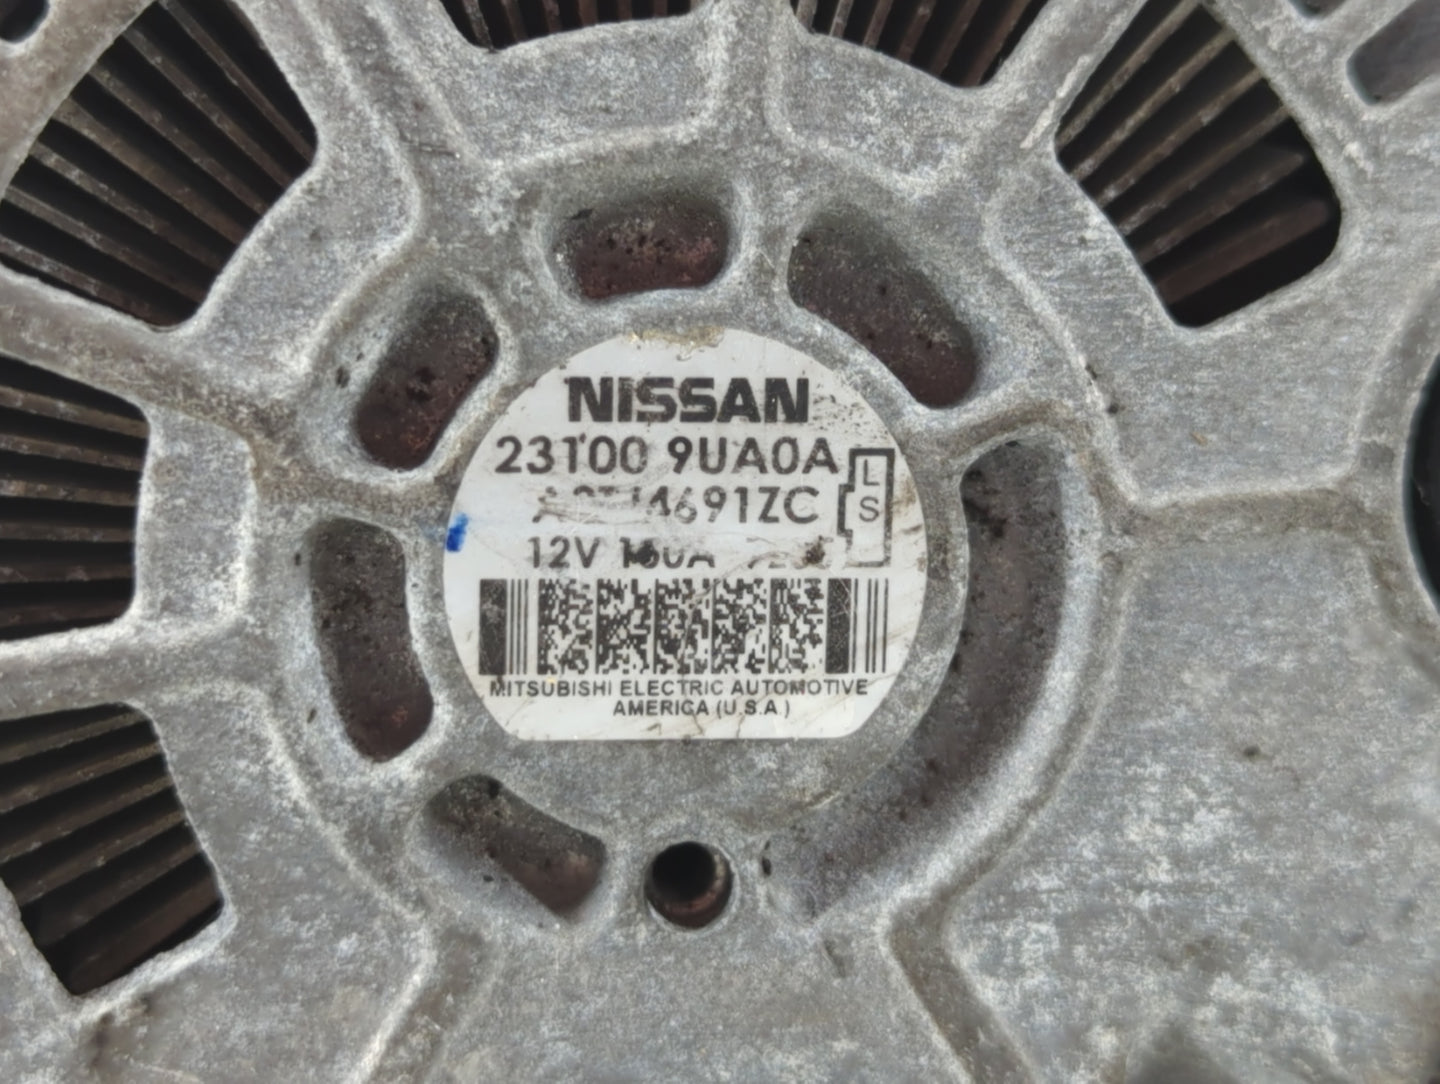 NISSAN
23100 9UA0A
L
S
12V
MITSUBISHI ELECTRIC AUTOMOTIVE
AMERICA (U.S.A)